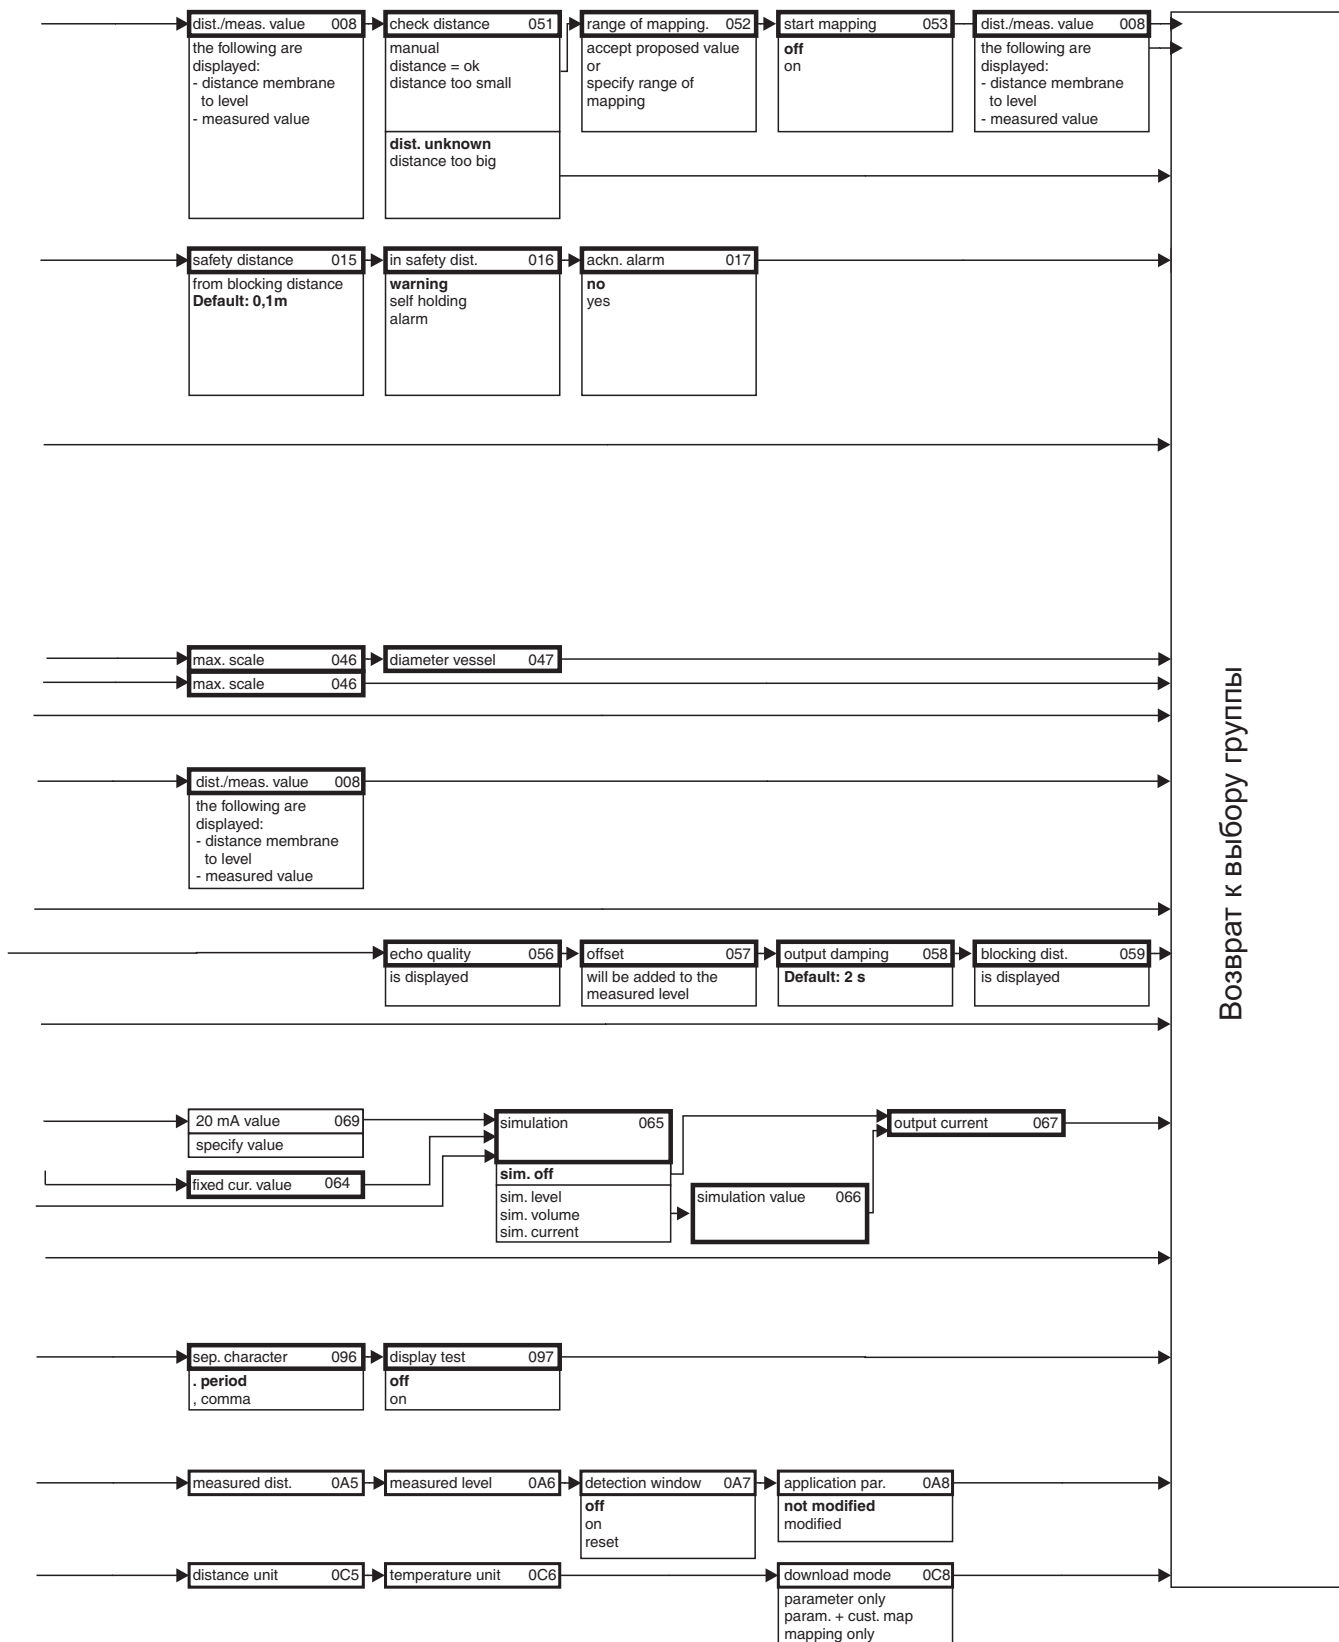 dist./meas. value 008
the following are
displayed:
- distance membrane
to level
- measured value
check distance 051
manual
distance = ok
distance too small
dist. unknown
distance too big
range of mapping. 052
accept proposed value
or
specify range of
mapping
start mapping 053
off
on
dist./meas. value 008
the following are
displayed:
- distance membrane
to level
- measured value
safety distance 015
from blocking distance
Default: 0,1m
in safety dist. 016
warning
self holding
alarm
ackn. alarm 017
no
yes
max. scale 046
diameter vessel 047
max. scale 046
dist./meas. value 008
the following are
displayed:
- distance membrane
to level
- measured value
echo quality 056
is displayed
offset 057
will be added to the
measured level
output damping 058
Default: 2 s
blocking dist. 059
is displayed
20 mA value 069
specify value
fixed cur. value 064
simulation 065
sim. off
sim. level
sim. volume
sim. current
simulation value 066
output current 067
sep. character 096
. period
, comma
display test 097
off
on
measured dist. 0A5
measured level 0A6
detection window 0A7
off
on
reset
application par. 0A8
not modified
modified
distance unit 0C5
temperature unit 0C6
download mode 0C8
parameter only
param. + cust. map
mapping only
Возврат к выбору группы